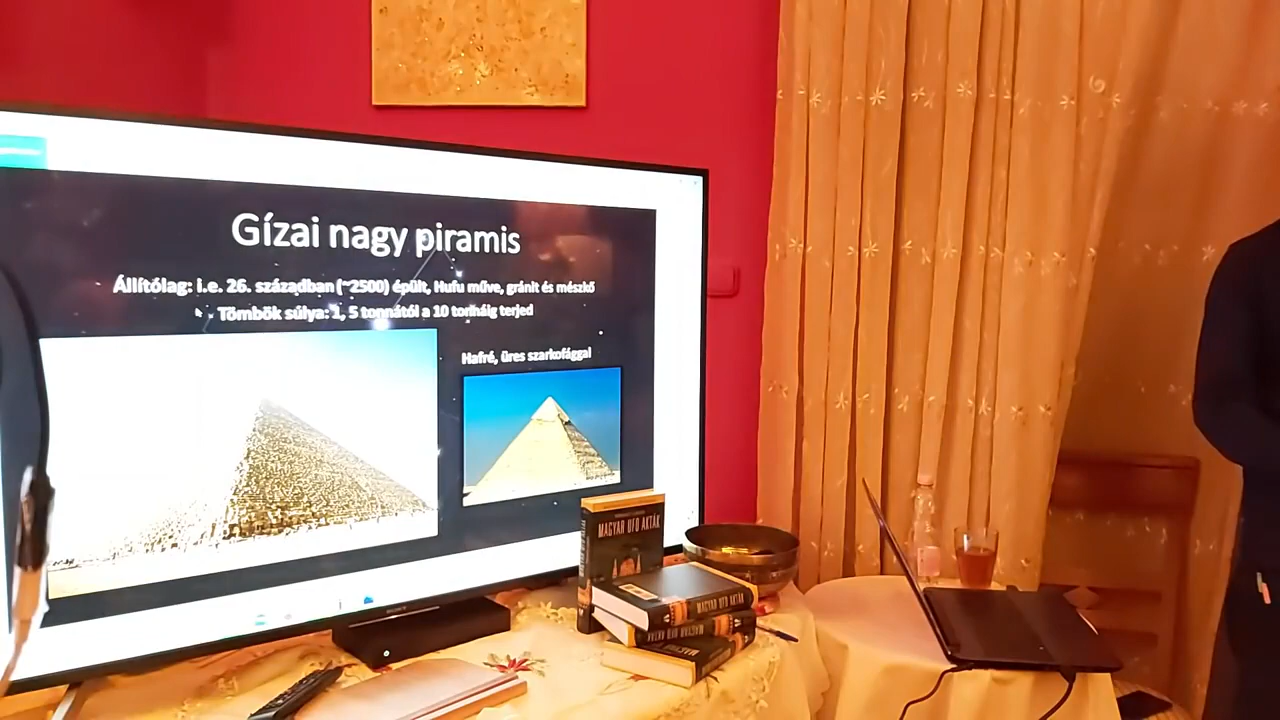 Gízai nagy piramis
Állítólag: i.e. 26. században (~2500) épült, Hufu műve, gránit és mészkő
Tömbök súlya: 1, 5 tonnától a 10 tonnáig terjed
Hafré, üres szarkofággal
MAGYAR UFO AKTÁK
MAGYAR UFO AKTÁK
MAGYAR UFO AKTÁK
MAGYAR
SONY